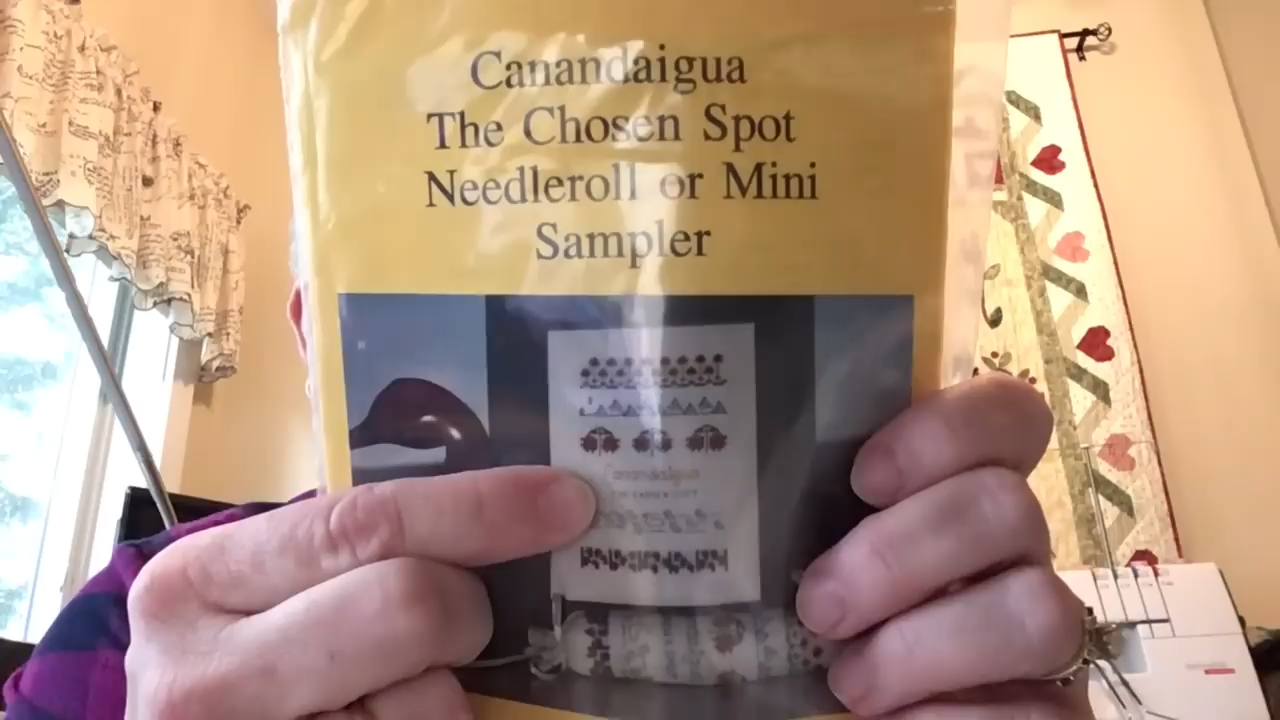 Canandaigua
The Chosen Spot
Needleroll or Mini
Sampler
Canandaigua